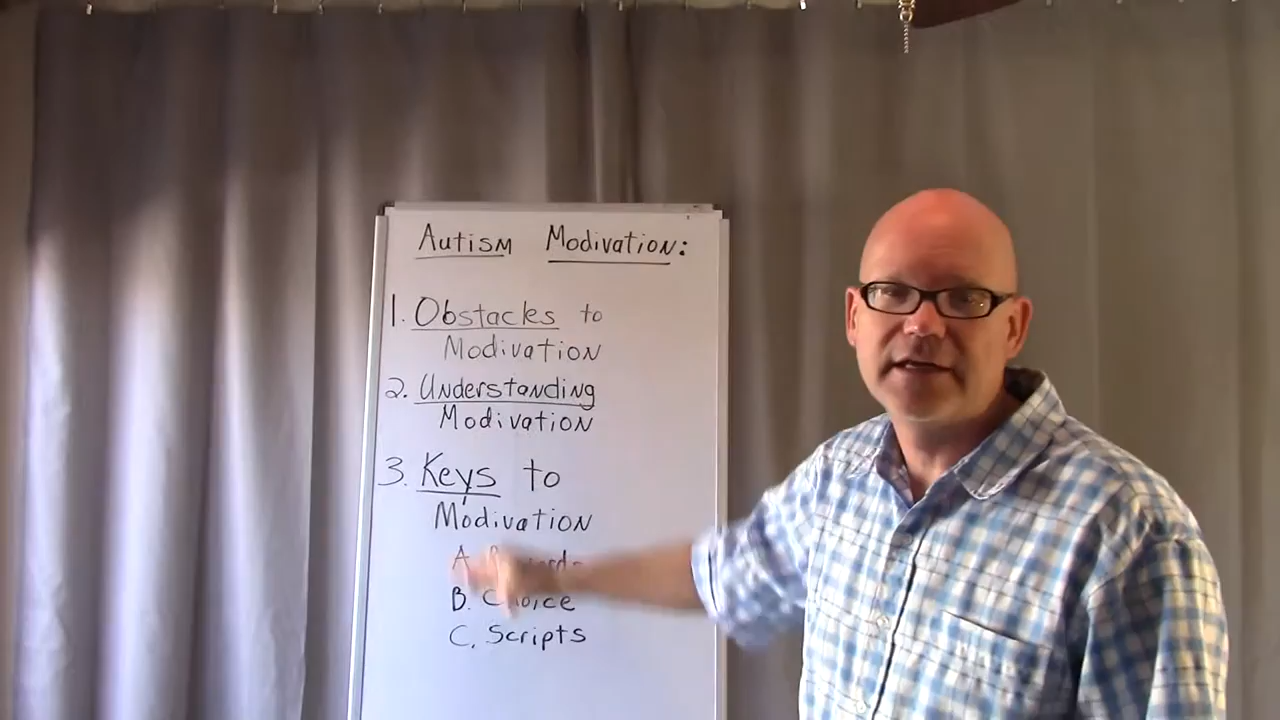 Autism Modivation:
1. Obstacles to
Modivation
2. Understanding
Modivation
3. Keys to
Modivation
A.
B. Choice
C. Scripts